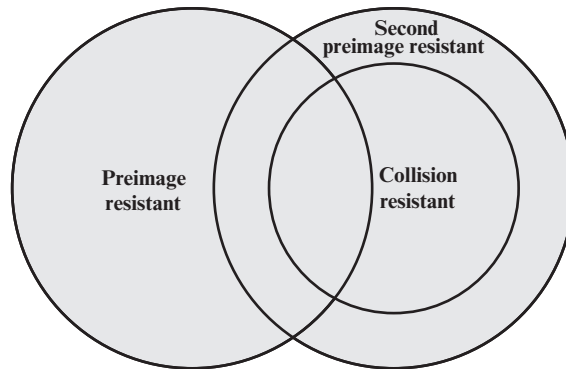 Second
preimage resistant
Preimage
resistant
Collision
resistant